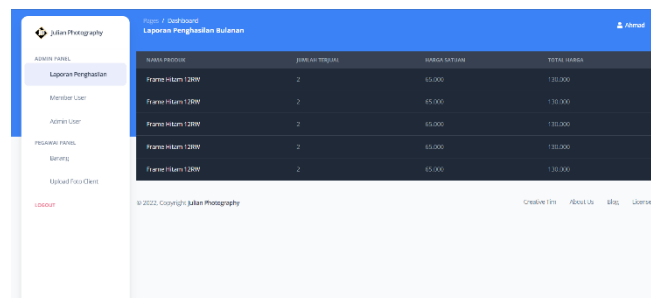 Julian Photography
Pages / Dashboard
Laporan Penghasilan Bulanan
Ahmad
ADMIN PANEL
Laporan Penghasilan
Member User
Admin User
PEGAWAI PANEL
Barang
Upload Foto Client
LOGOUT
NAMA PRODUK JUMLAH TERJUAL HARGA SATUAN TOTAL HARGA
Frame Hitam 12RW 2 65.000 130.000
Frame Hitam 12RW 2 65.000 130.000
Frame Hitam 12RW 2 65.000 130.000
Frame Hitam 12RW 2 65.000 130.000
Frame Hitam 12RW 2 65.000 130.000
© 2022, Copyright Julian Photography
Creative Tim About Us Blog License